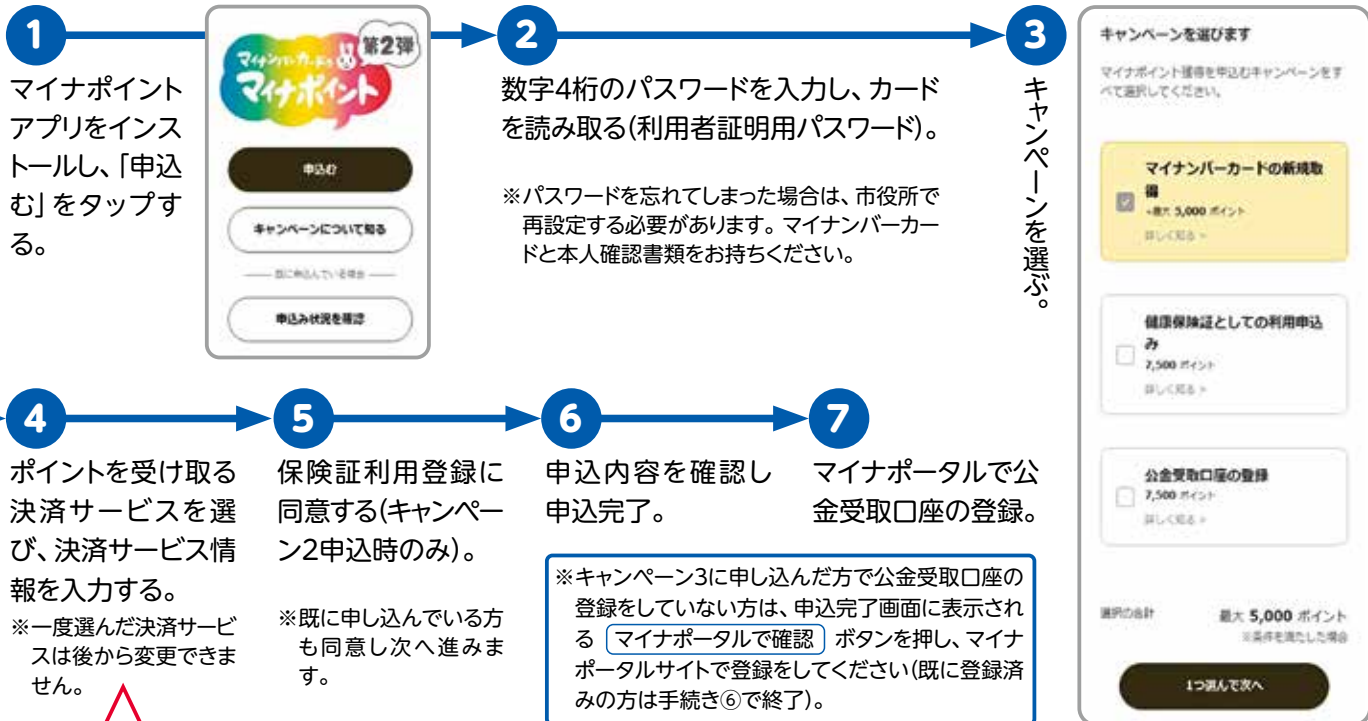 1
マイナポイント
アプリをインス
トールし、「申込
む」をタップす
る。
マイナンバーカードで
マイナポイント
第2弾
申込む
キャンペーンについて知る
既に申込んでいる場合
申込み状況を確認
2
数字4桁のパスワードを入力し、カード
を読み取る(利用者証明用パスワード)。
※パスワードを忘れてしまった場合は、市役所で
再設定する必要があります。マイナンバーカー
ドと本人確認書類をお持ちください。
3
キャンペーンを選ぶ。
キャンペーンを選びます
マイナポイント獲得を申込むキャンペーンをす
べて選択してください。
マイナンバーカードの新規取
得
最大 5,000 ポイント
詳しく知る >
健康保険証としての利用申込
み
7,500 ポイント
詳しく知る >
公金受取口座の登録
7,500 ポイント
詳しく知る >
選択の合計
最大 5,000 ポイント
※条件を満たした場合
1つ選んで次へ
4
ポイントを受け取る
決済サービスを選
び、決済サービス情
報を入力する。
※一度選んだ決済サービ
スは後から変更できま
せん。
5
保険証利用登録に
同意する(キャンペー
ン2申込時のみ)。
※既に申し込んでいる方
も同意し次へ進みま
す。
6
申込内容を確認し
申込完了。
7
マイナポータルで公
金受取口座の登録。
※キャンペーン3に申し込んだ方で公金受取口座の
登録をしていない方は、申込完了画面に表示され
る マイナポータルで確認 ボタンを押し、マイナ
ポータルサイトで登録をしてください(既に登録済
みの方は手続き⑥で終了)。